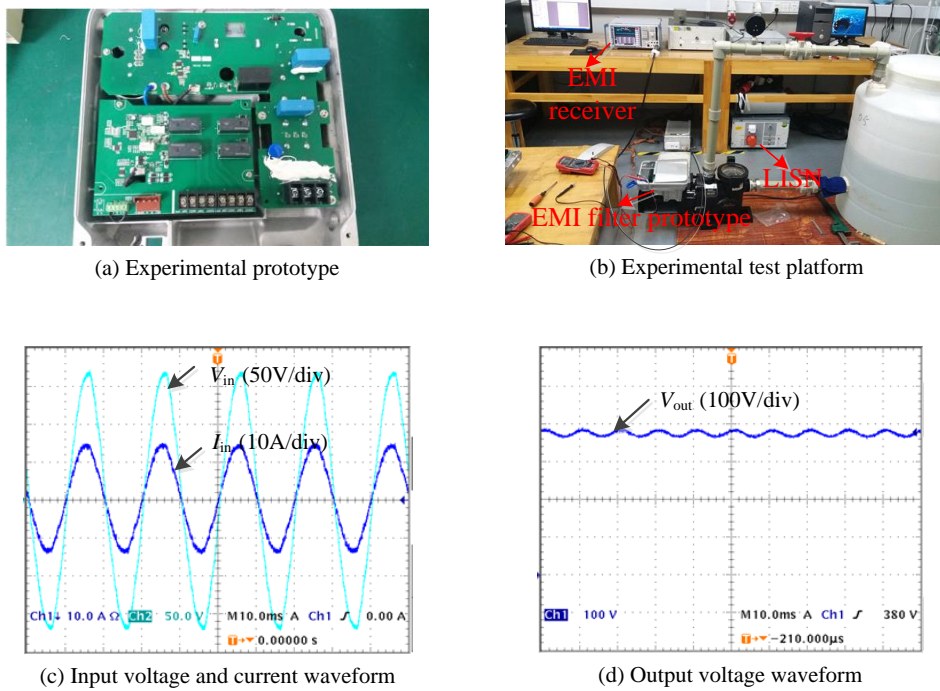 EMI
receiver
LISN
EMI filter prototype
(a) Experimental prototype
(b) Experimental test platform
T
V_in (50V/div)
I_in (10A/div)
Ch1 10.0 A Ω Ch2 50.0 V M10.0ms A Ch1 ʃ 0.00 A
T→▼ 0.00000 s
T
V_out (100V/div)
Ch1 100 V M10.0ms A Ch1 ʃ 380 V
T→▼ -210.000µs
(c) Input voltage and current waveform
(d) Output voltage waveform